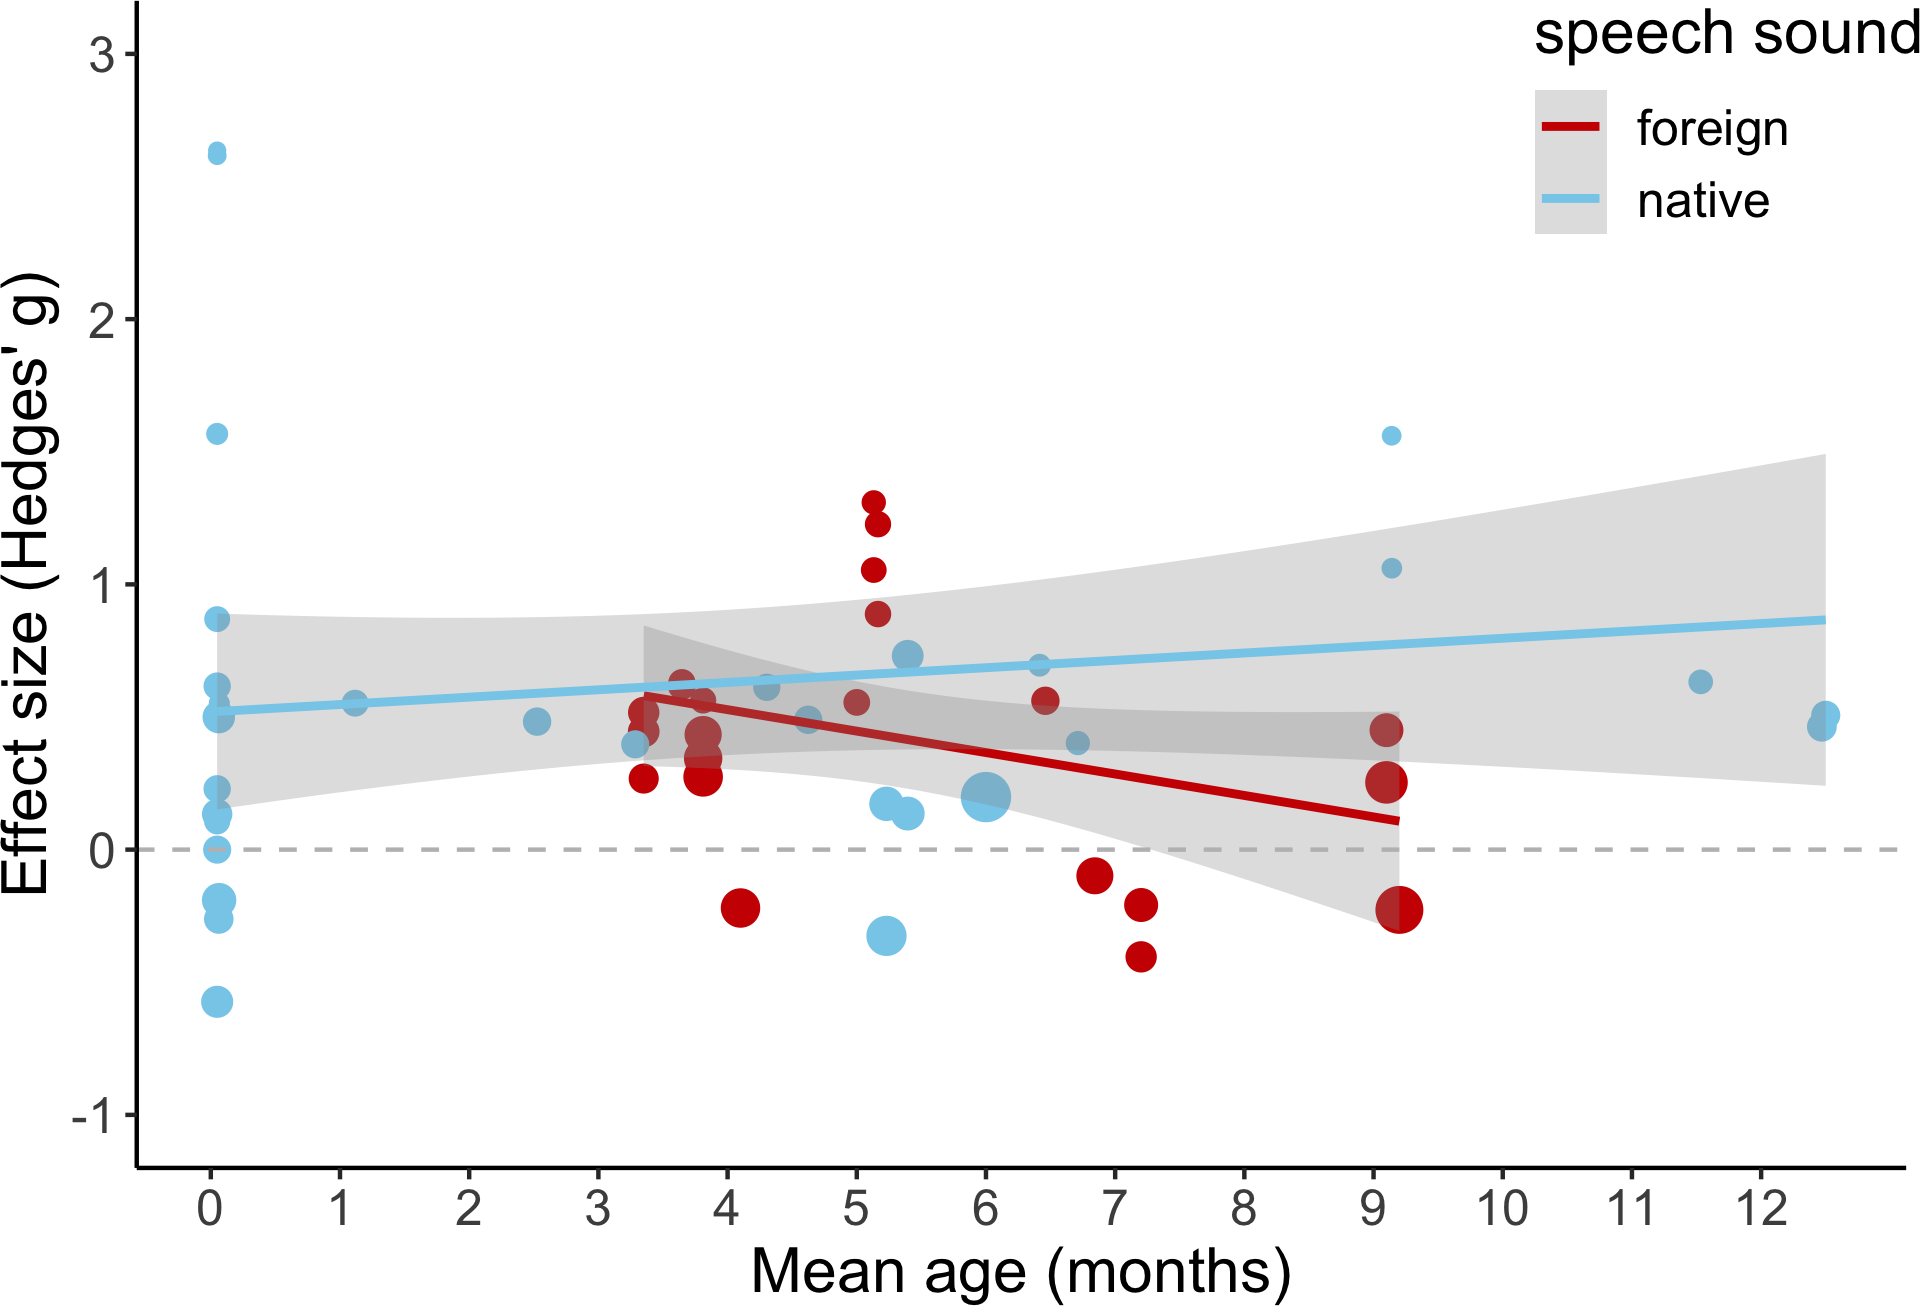 speech sound
foreign
native
Effect size (Hedges' g)
3
2
1
0
-1
0 1 2 3 4 5 6 7 8 9 10 11 12
Mean age (months)